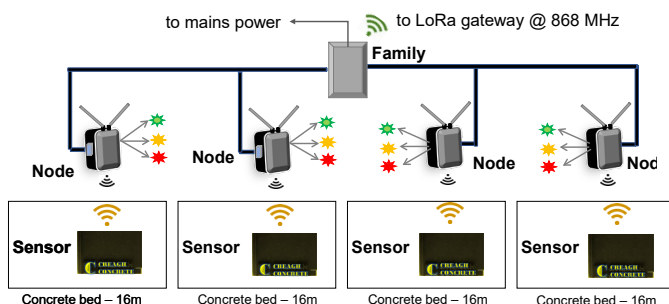 to mains power
to LoRa gateway @ 868 MHz
Family
Node
Node
Node
Nod
Sensor
CREAGH
CONCRETE
Sensor
CREAGH
CONCRETE
Sensor
CREAGH
CONCRETE
Sensor
CREAGH
CONCRETE
Concrete bed – 16m
Concrete bed – 16m
Concrete bed – 16m
Concrete bed – 16m